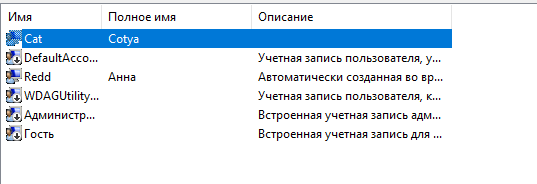 Имя Полное имя Описание
Cat Cotya
DefaultAcco... Учетная запись пользователя, у...
Redd Анна Автоматически созданная во вр...
WDAGUtility... Учетная запись пользователя, к...
Администр... Встроенная учетная запись адм...
Гость Встроенная учетная запись для ...